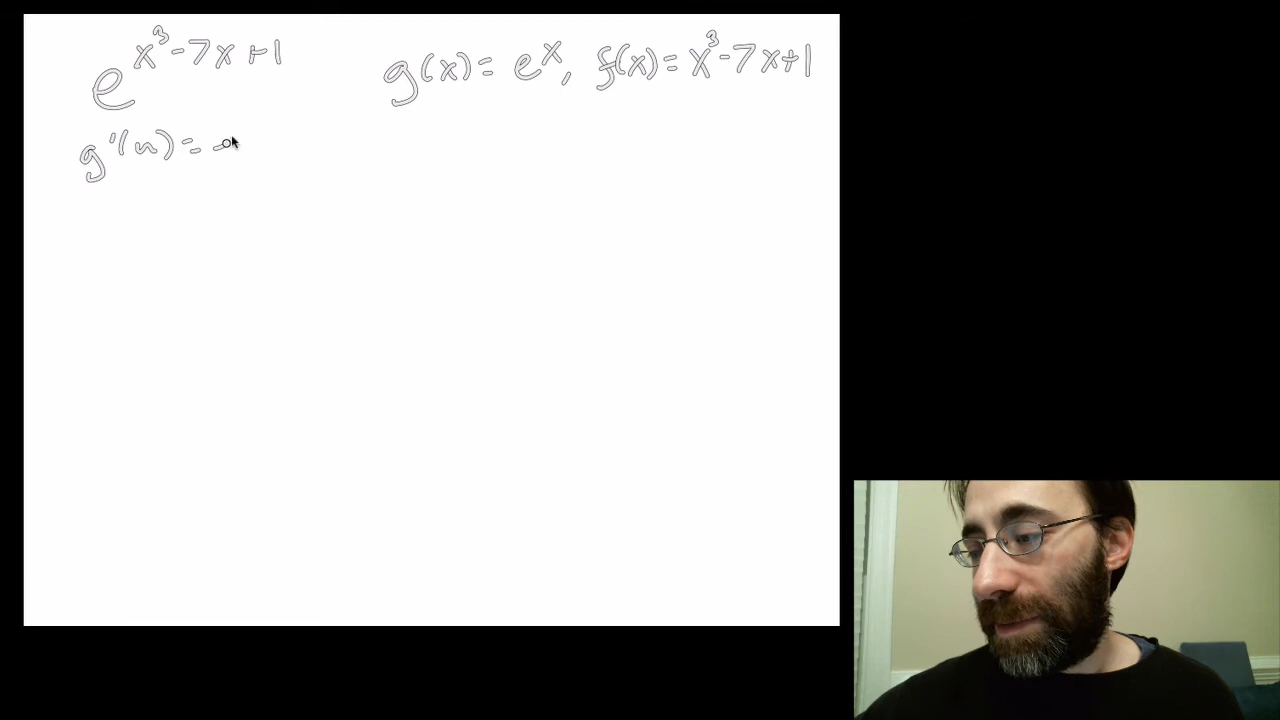 e^{x^3-7x+1}
g(x)= e^x, f(x)= x^3-7x+1
g'(u)=